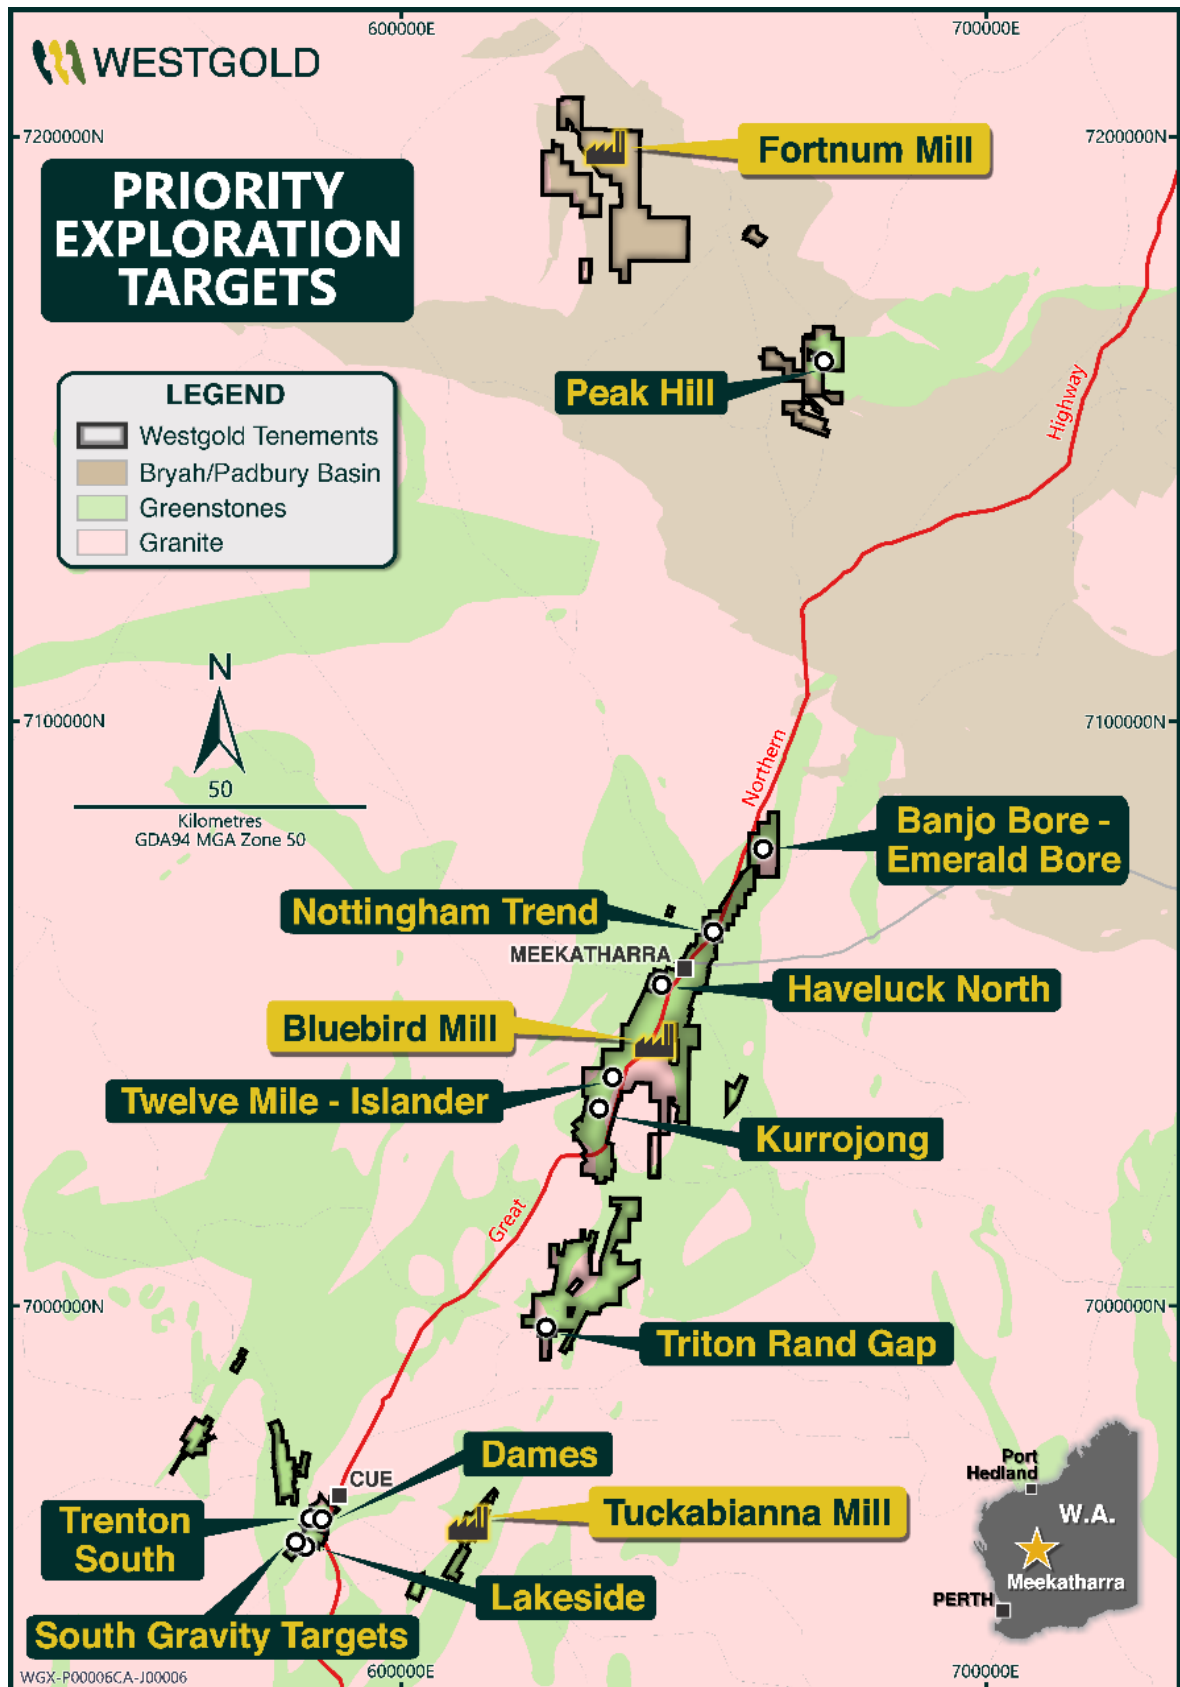 600000E
700000E
WESTGOLD
7200000N
7200000N
Fortnum Mill
PRIORITY
EXPLORATION
TARGETS
Peak Hill
Highway
LEGEND
Westgold Tenements
Bryah/Padbury Basin
Greenstones
Granite
N
7100000N
7100000N
50
Kilometres
GDA94 MGA Zone 50
Northern
Banjo Bore -
Emerald Bore
Nottingham Trend
MEEKATHARRA
Haveluck North
Bluebird Mill
Twelve Mile - Islander
Kurrojong
Great
7000000N
7000000N
Triton Rand Gap
Dames
CUE
Trenton
South
Tuckabianna Mill
Lakeside
South Gravity Targets
Port
Hedland
W.A.
Meekatharra
PERTH
WGX-P00006CA-J00006
600000E
700000E